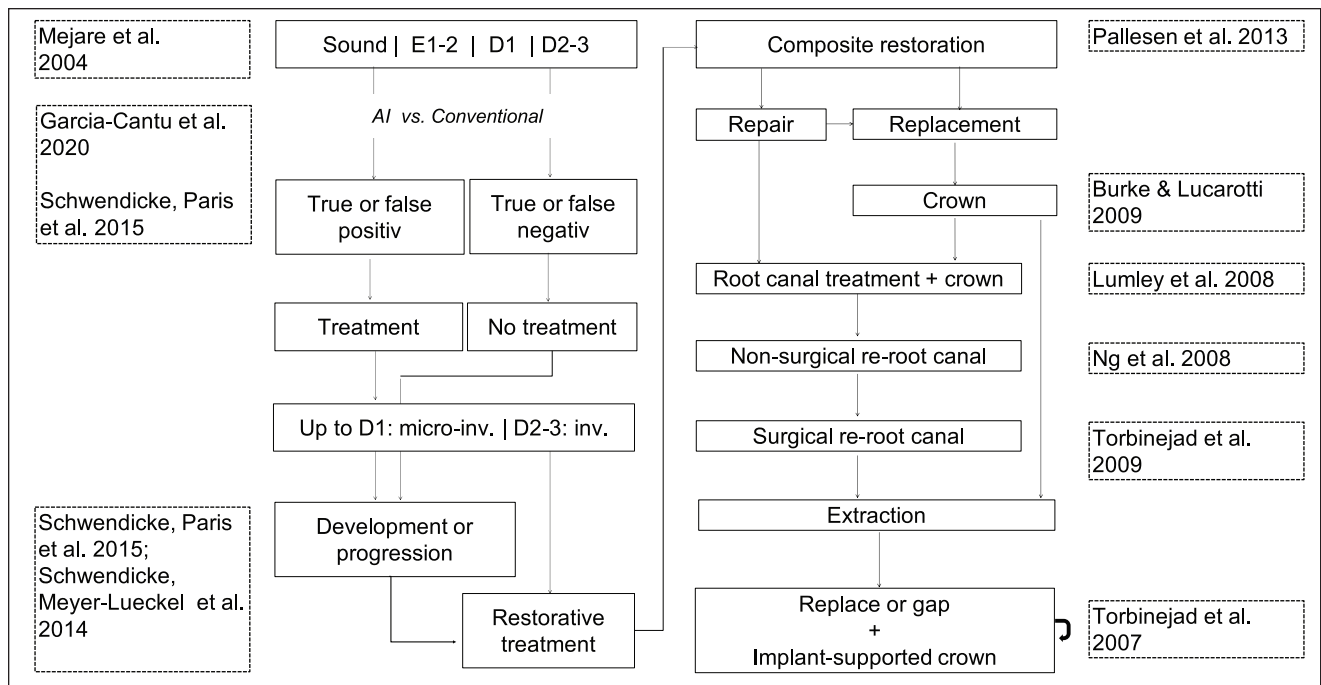 Mejare et al.
2004
Sound | E1-2 | D1 | D2-3
AI vs. Conventional
Garcia-Cantu et al.
2020
Schwendicke, Paris
et al. 2015
True or false
positiv
True or false
negativ
Treatment
No treatment
Up to D1: micro-inv. | D2-3: inv.
Schwendicke, Paris
et al. 2015;
Schwendicke,
Meyer-Lueckel et al.
2014
Development or
progression
Restorative
treatment
Composite restoration
Pallesen et al. 2013
Repair
Replacement
Crown
Burke & Lucarotti
2009
Root canal treatment + crown
Lumley et al. 2008
Non-surgical re-root canal
Ng et al. 2008
Surgical re-root canal
Torbinejad et al.
2009
Extraction
Replace or gap
+
Implant-supported crown
Torbinejad et al.
2007